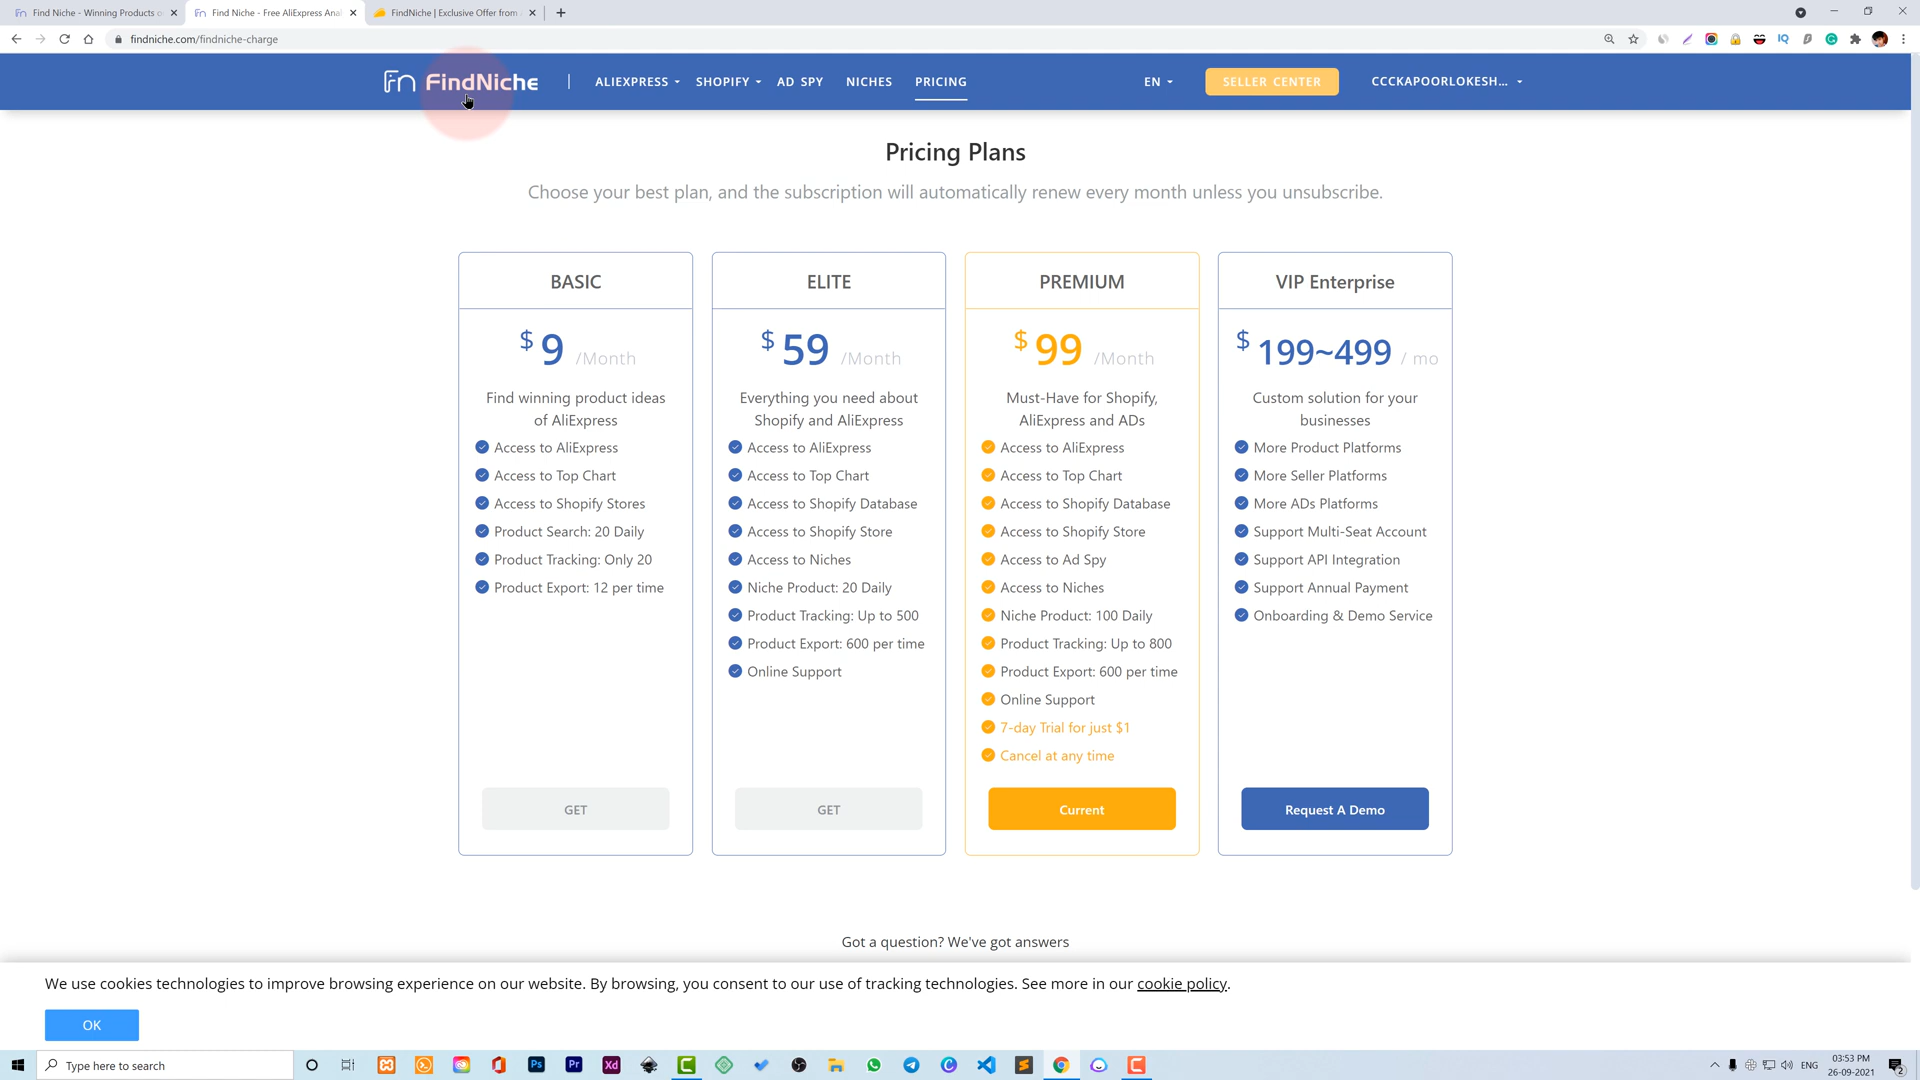 Find Niche - Winning Products o
Find Niche - Free AliExpress Anal
FindNiche | Exclusive Offer from
findniche.com/findniche-charge
FindNiche
ALIEXPRESS
SHOPIFY
AD SPY
NICHES
PRICING
EN
SELLER CENTER
CCCKAPOORLOKESH...
Pricing Plans
Choose your best plan, and the subscription will automatically renew every month unless you unsubscribe.
BASIC
$ 9 /Month
Find winning product ideas
of AliExpress
Access to AliExpress
Access to Top Chart
Access to Shopify Stores
Product Search: 20 Daily
Product Tracking: Only 20
Product Export: 12 per time
GET
ELITE
$ 59 /Month
Everything you need about
Shopify and AliExpress
Access to AliExpress
Access to Top Chart
Access to Shopify Database
Access to Shopify Store
Access to Niches
Niche Product: 20 Daily
Product Tracking: Up to 500
Product Export: 600 per time
Online Support
GET
PREMIUM
$ 99 /Month
Must-Have for Shopify,
AliExpress and ADs
Access to AliExpress
Access to Top Chart
Access to Shopify Database
Access to Shopify Store
Access to Ad Spy
Access to Niches
Niche Product: 100 Daily
Product Tracking: Up to 800
Product Export: 600 per time
Online Support
7-day Trial for just $1
Cancel at any time
Current
VIP Enterprise
$ 199~499 / mo
Custom solution for your
businesses
More Product Platforms
More Seller Platforms
More ADs Platforms
Support Multi-Seat Account
Support API Integration
Support Annual Payment
Onboarding & Demo Service
Request A Demo
Got a question? We've got answers
We use cookies technologies to improve browsing experience on our website. By browsing, you consent to our use of tracking technologies. See more in our cookie policy.
OK
Type here to search
ENG
03:53 PM
26-09-2021